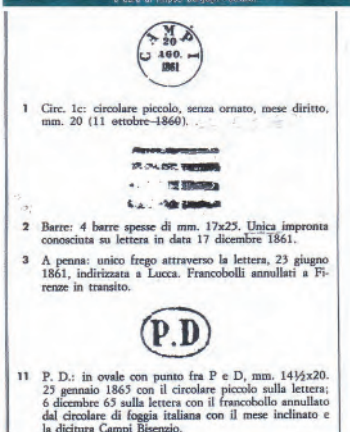 CAMPI
20
AGO.
1861
1 Circ. 1c: circolare piccolo, senza ornato, mese diritto,
mm. 20 (11 ottobre 1860).
2 Barre: 4 barre spesse di mm. 17x25. Unica impronta
conosciuta su lettera in data 17 dicembre 1861.
3 A penna: unico frego attraverso la lettera, 23 giugno
1861, indirizzata a Lucca. Francobolli annullati a Fi-
renze in transito.
P.D
11 P. D.: in ovale con punto fra P e D, mm. 14½x20.
25 gennaio 1865 con il circolare piccolo sulla lettera;
6 dicembre 65 sulla lettera con il francobollo annullato
dal circolare di foggia italiana con il mese inclinato e
la dicitura Campi Bisenzio.